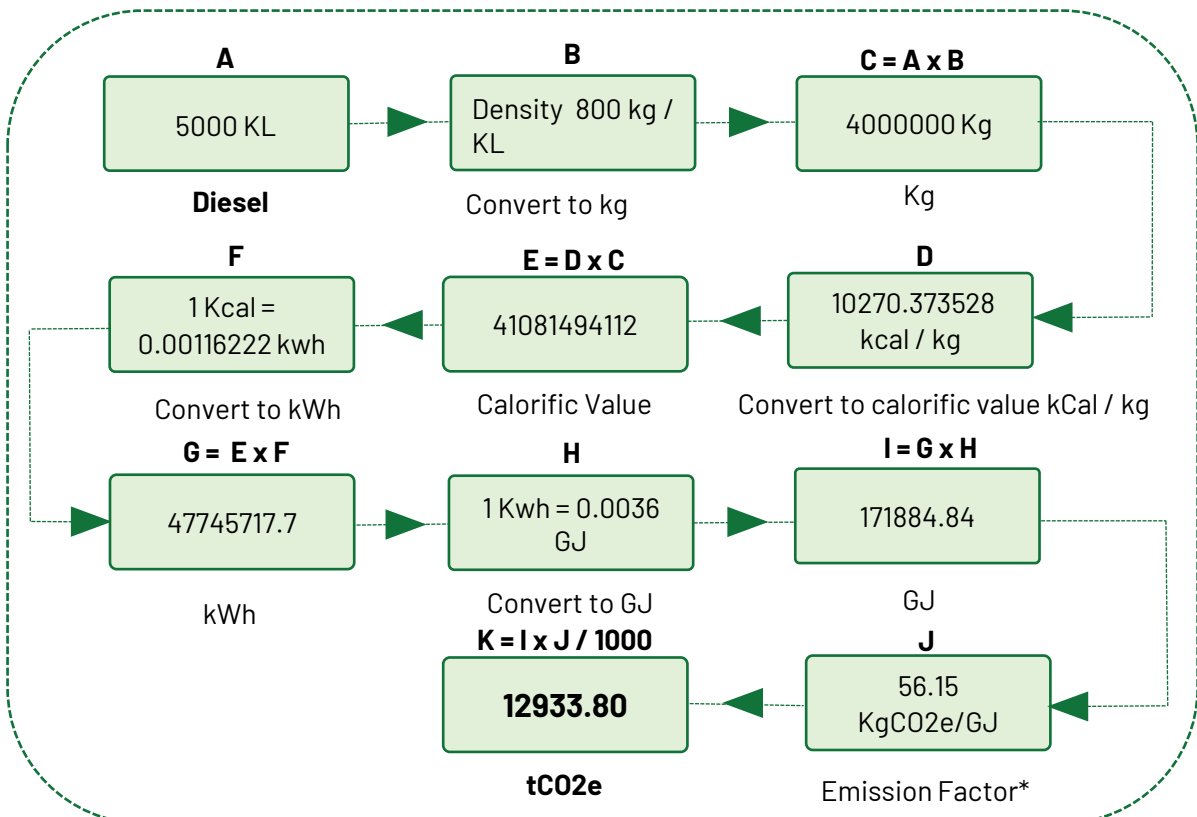 A
5000 KL
Diesel
B
Density 800 kg /
KL
Convert to kg
C = A x B
4000000 Kg
Kg
D
10270.373528
kcal / kg
Convert to calorific value kCal / kg
E = D x C
41081494112
Calorific Value
F
1 Kcal =
0.00116222 kwh
Convert to kWh
G = E x F
47745717.7
kWh
H
1 Kwh = 0.0036
GJ
Convert to GJ
I = G x H
171884.84
GJ
J
56.15
KgCO2e/GJ
Emission Factor*
K = I x J / 1000
12933.80
tCO2e